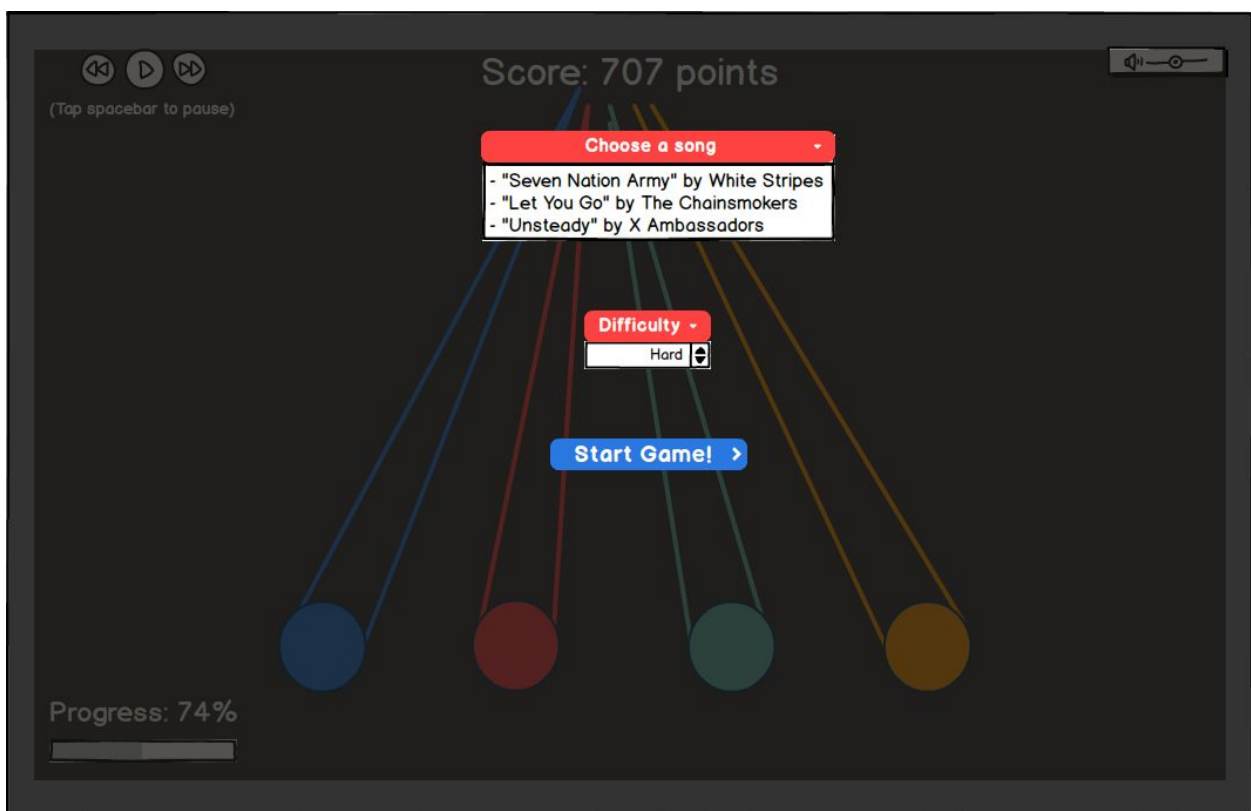 Score: 707 points
(Tap spacebar to pause)
Choose a song
- "Seven Nation Army" by White Stripes
- "Let You Go" by The Chainsmokers
- "Unsteady" by X Ambassadors
Difficulty
Hard
Start Game!
Progress: 74%